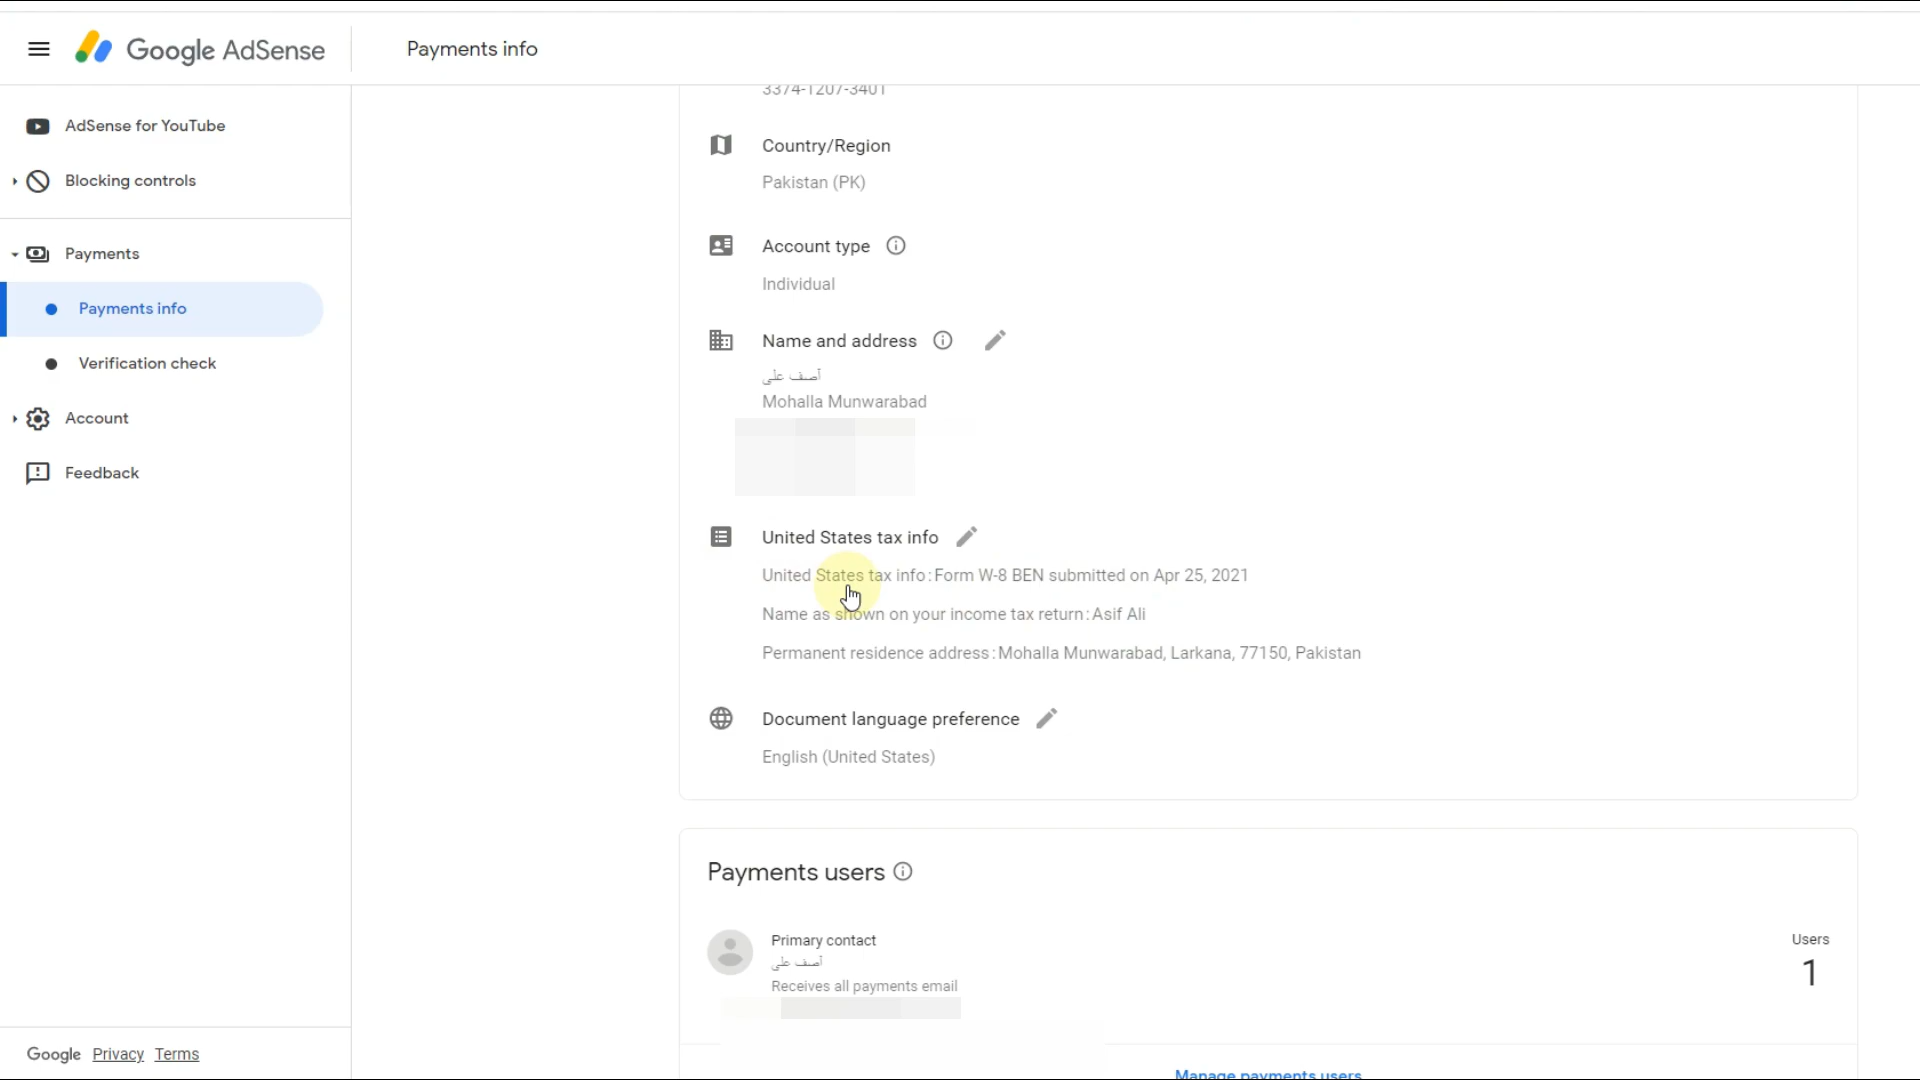 Google AdSense
Payments info
AdSense for YouTube
Blocking controls
Payments
Payments info
Verification check
Account
Feedback
Google Privacy Terms
3374-1207-3401
Country/Region
Pakistan (PK)
Account type
Individual
Name and address
آصف علی
Mohalla Munwarabad
United States tax info
United States tax info: Form W-8 BEN submitted on Apr 25, 2021
Name as shown on your income tax return: Asif Ali
Permanent residence address: Mohalla Munwarabad, Larkana, 77150, Pakistan
Document language preference
English (United States)
Payments users
Primary contact
آصف علی
Receives all payments email
Users
1
Manage payments users